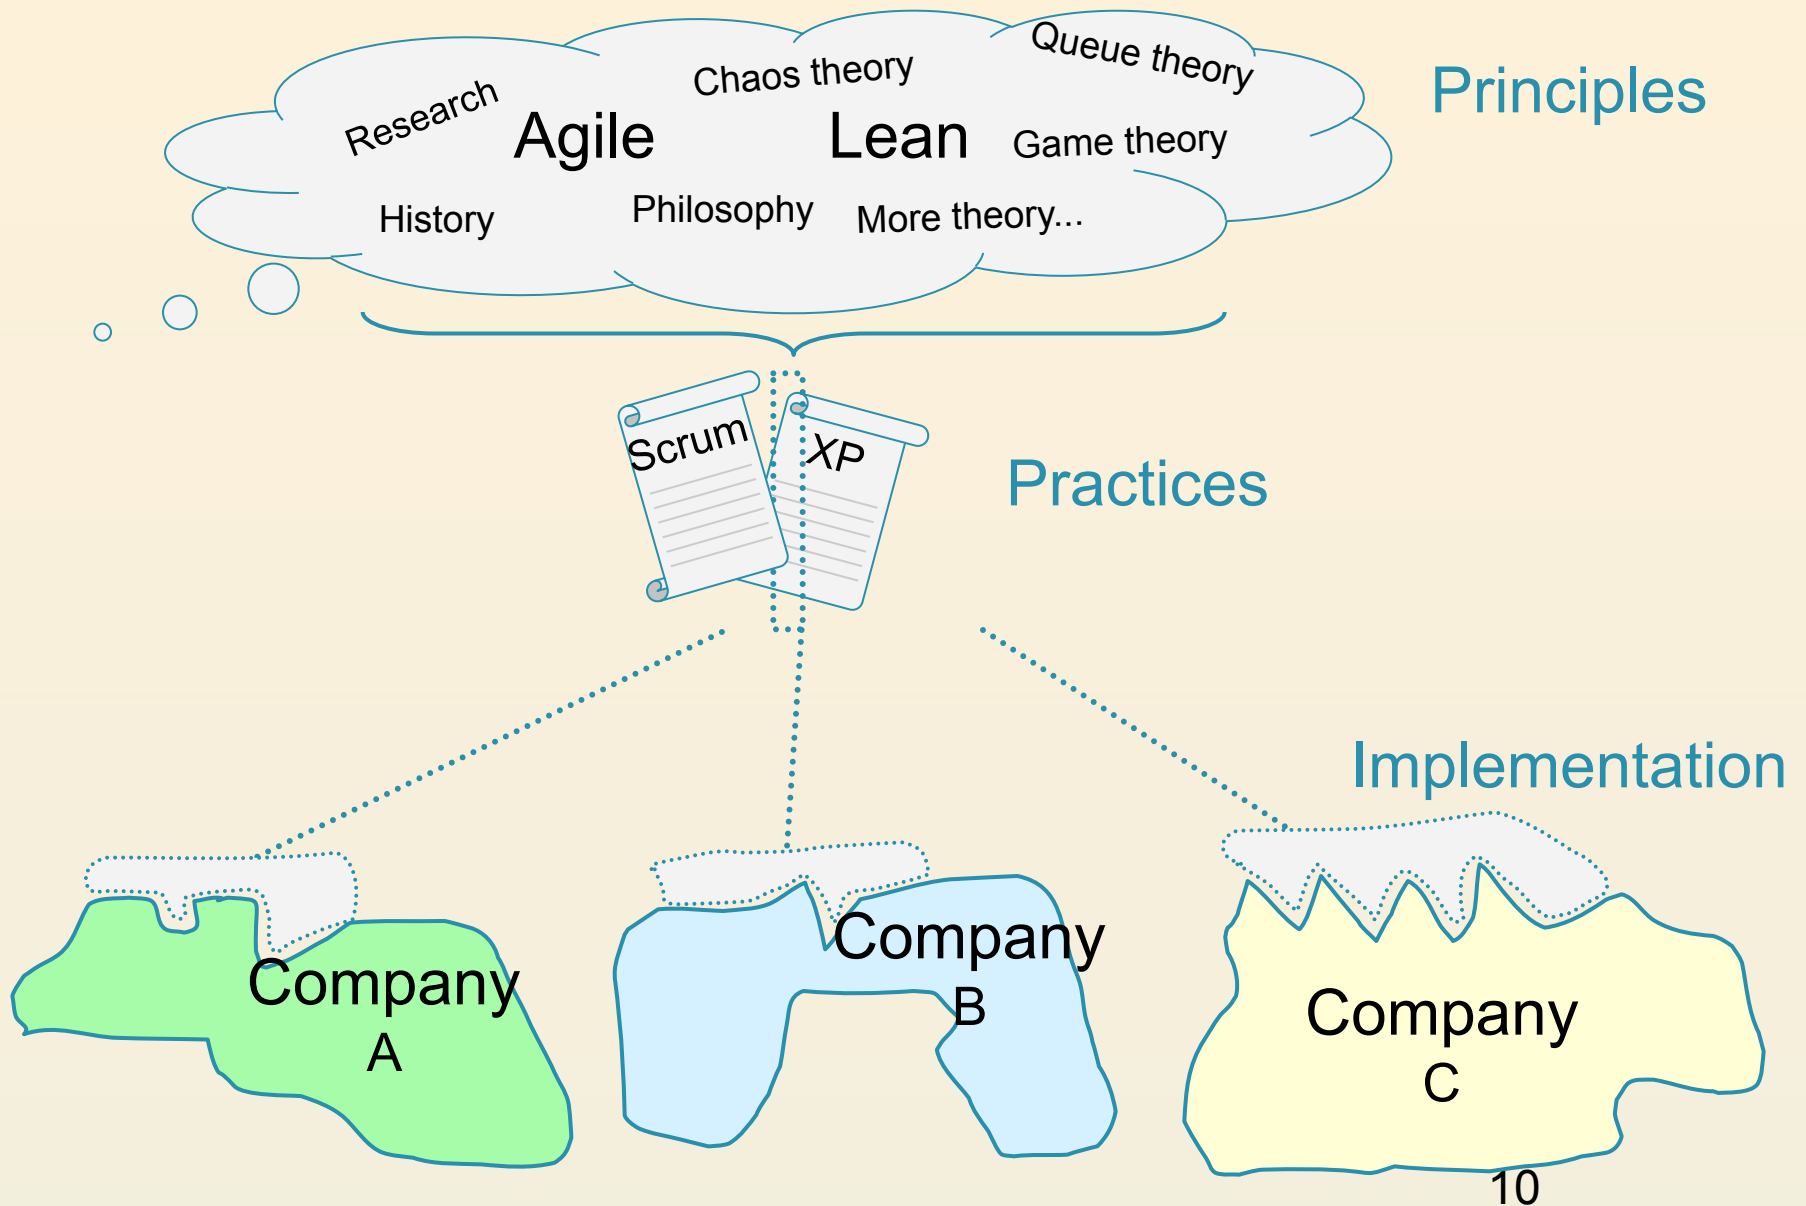 Queue theory
Chaos theory
Principles
Research
Agile
Lean
Game theory
History
Philosophy
More theory...
Scrum
XP
Practices
Implementation
Company
A
Company
B
Company
C
10